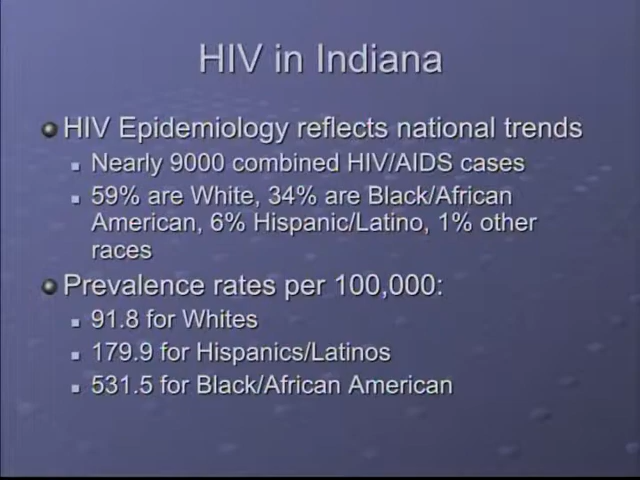 HIV in Indiana
HIV Epidemiology reflects national trends
Nearly 9000 combined HIV/AIDS cases
59% are White, 34% are Black/African
American, 6% Hispanic/Latino, 1% other
races
Prevalence rates per 100,000:
91.8 for Whites
179.9 for Hispanics/Latinos
531.5 for Black/African American